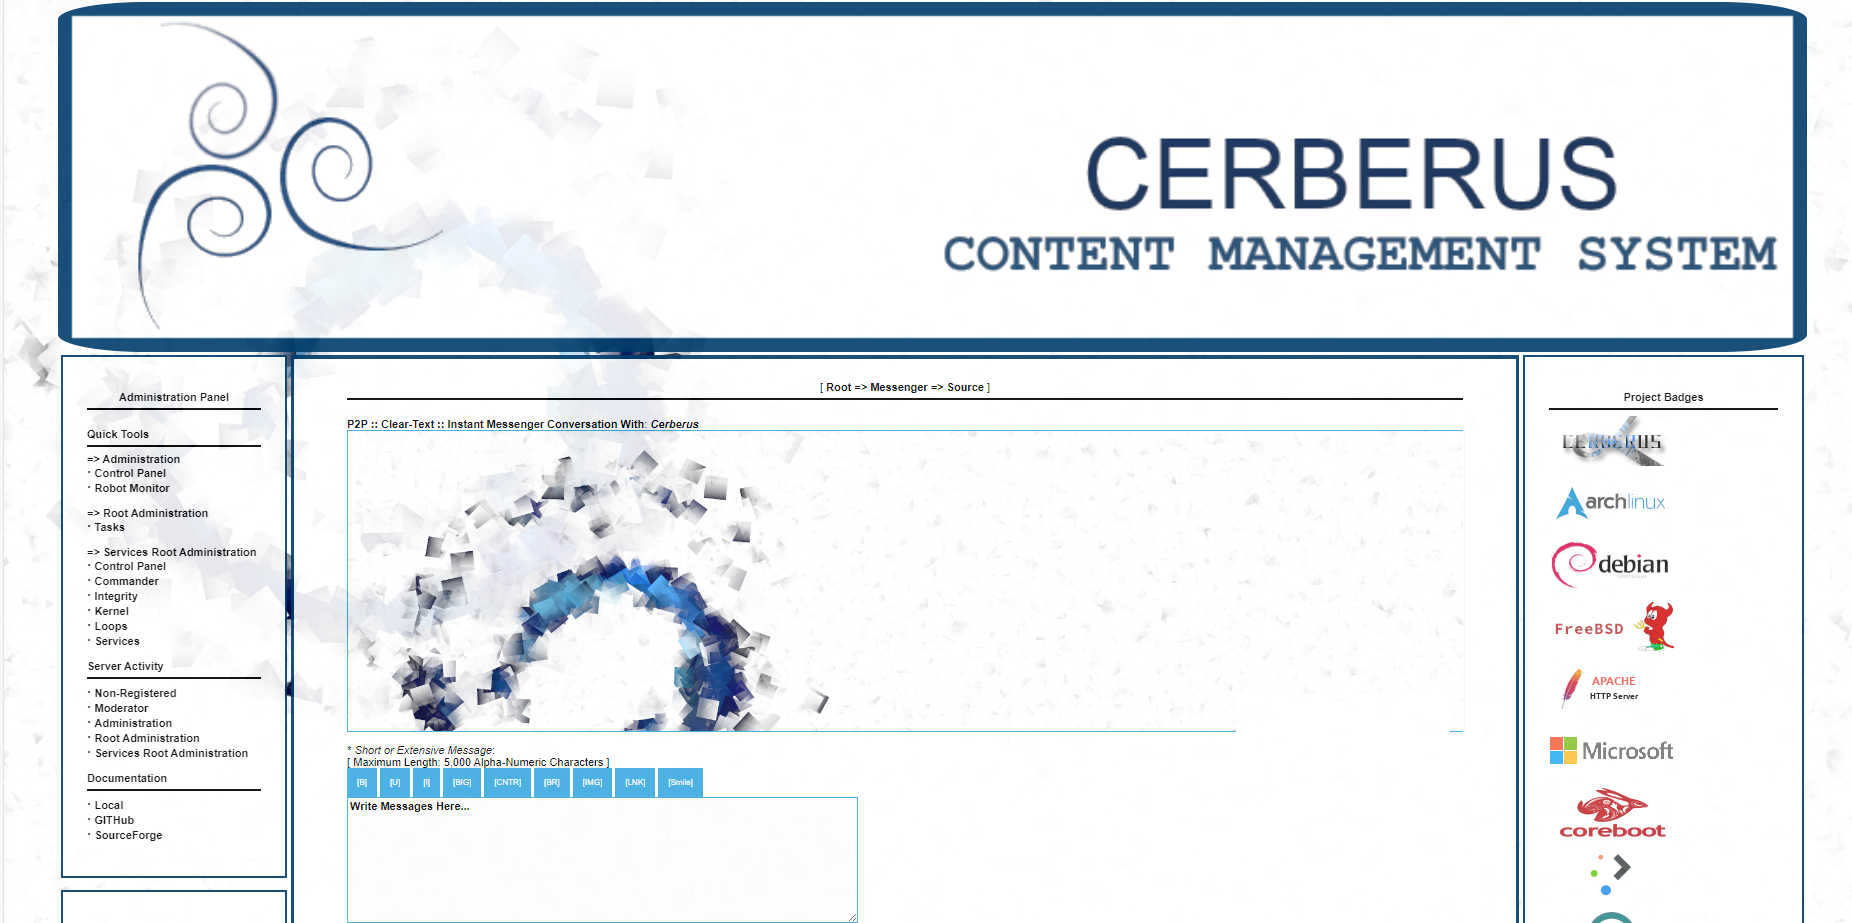 CERBERUS
CONTENT MANAGEMENT SYSTEM
Administration Panel
Quick Tools
=> Administration
· Control Panel
· Robot Monitor
=> Root Administration
· Tasks
=> Services Root Administration
· Control Panel
· Commander
· Integrity
· Kernel
· Loops
· Services
Server Activity
· Non-Registered
· Moderator
· Administration
· Root Administration
· Services Root Administration
Documentation
· Local
· GITHub
· SourceForge
[ Root => Messenger => Source ]
P2P :: Clear-Text :: Instant Messenger Conversation With: Cerberus
* Short or Extensive Message:
[ Maximum Length: 5,000 Alpha-Numeric Characters ]
[B] [U] [I] [BIG] [CNTR] [BR] [IMG] [LNK] [Smile]
Write Messages Here...
Project Badges
CERBERUS
archlinux
debian
FreeBSD
APACHE
HTTP Server
Microsoft
coreboot